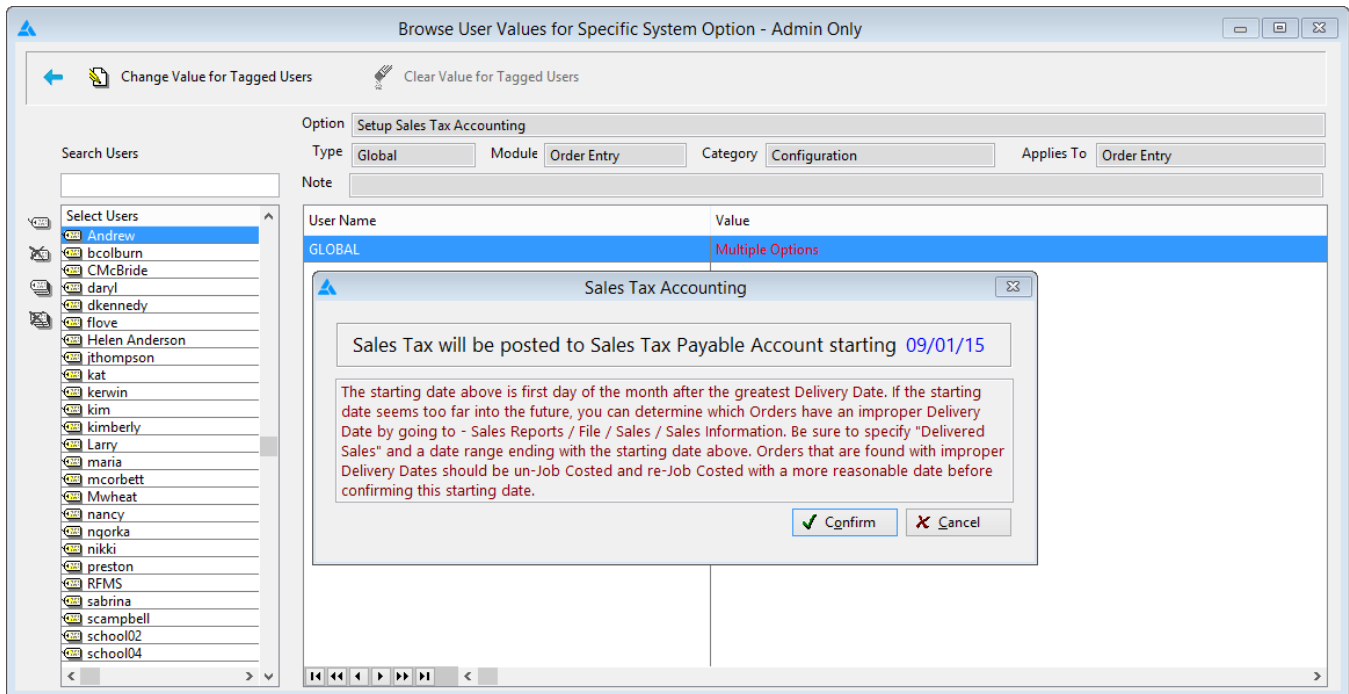 Browse User Values for Specific System Option - Admin Only
Change Value for Tagged Users
Clear Value for Tagged Users
Option Setup Sales Tax Accounting
Search Users
Type Global Module Order Entry Category Configuration Applies To Order Entry
Note
Select Users
Andrew
bcolburn
CMcBride
daryl
dkennedy
flove
Helen Anderson
jthompson
kat
kerwin
kim
kimberly
Larry
maria
mcorbett
Mwheat
nancy
ngorka
nikki
preston
RFMS
sabrina
scampbell
school02
school04
User Name Value
GLOBAL Multiple Options
Sales Tax Accounting
Sales Tax will be posted to Sales Tax Payable Account starting 09/01/15
The starting date above is first day of the month after the greatest Delivery Date. If the starting
date seems too far into the future, you can determine which Orders have an improper Delivery
Date by going to - Sales Reports / File / Sales / Sales Information. Be sure to specify "Delivered
Sales" and a date range ending with the starting date above. Orders that are found with improper
Delivery Dates should be un-Job Costed and re-Job Costed with a more reasonable date before
confirming this starting date.
Confirm Cancel